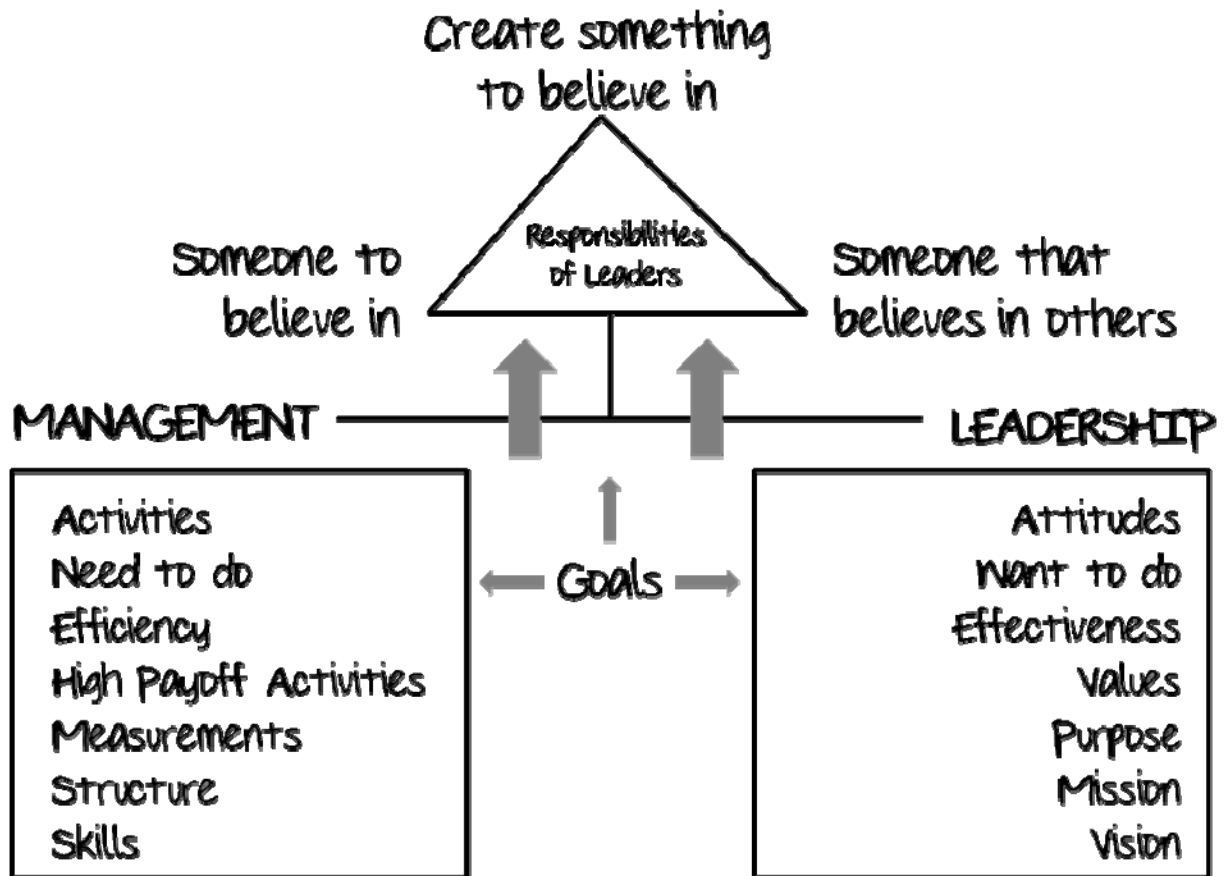 Create something
to believe in
Responsibilities
of Leaders
Someone to
believe in
Someone that
believes in others
MANAGEMENT
LEADERSHIP
Activities
Need to do
Efficiency
High Payoff Activities
Measurements
Structure
Skills
Goals
Attitudes
Want to do
Effectiveness
Values
Purpose
Mission
Vision